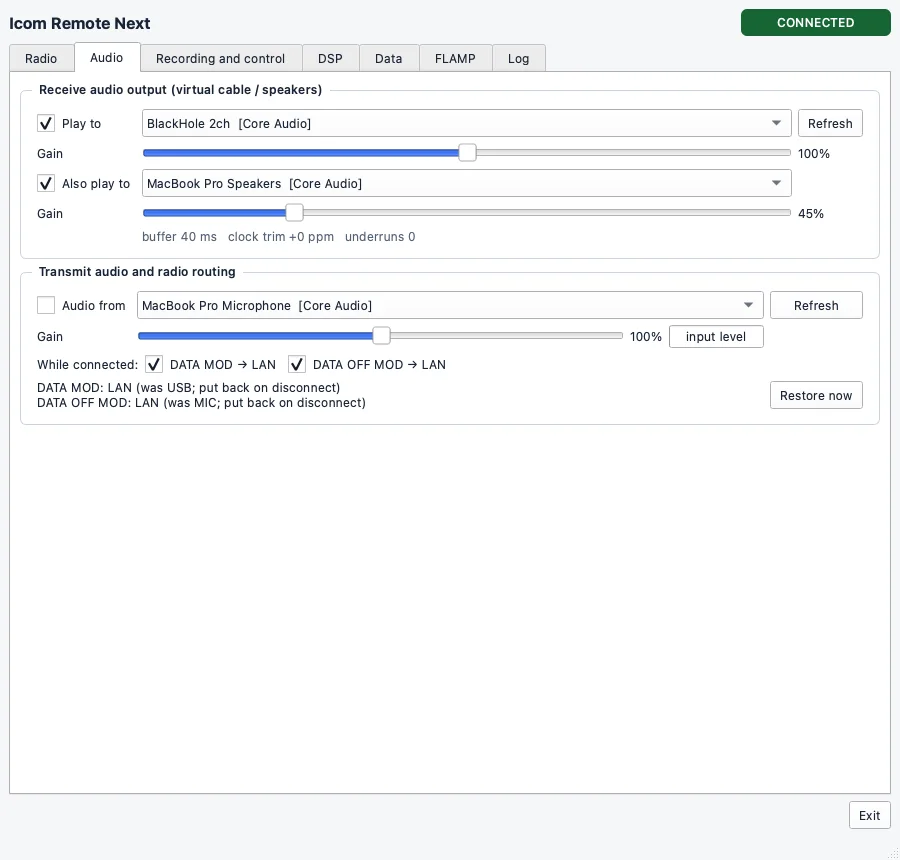 Icom Remote Next
CONNECTED
Radio Audio Recording and control DSP Data FLAMP Log
Receive audio output (virtual cable / speakers)
Play to BlackHole 2ch [Core Audio] Refresh
Gain 100%
Also play to MacBook Pro Speakers [Core Audio]
Gain 45%
buffer 40 ms clock trim +0 ppm underruns 0
Transmit audio and radio routing
Audio from MacBook Pro Microphone [Core Audio] Refresh
Gain 100% input level
While connected: DATA MOD → LAN DATA OFF MOD → LAN
DATA MOD: LAN (was USB; put back on disconnect)
DATA OFF MOD: LAN (was MIC; put back on disconnect)
Restore now
Exit